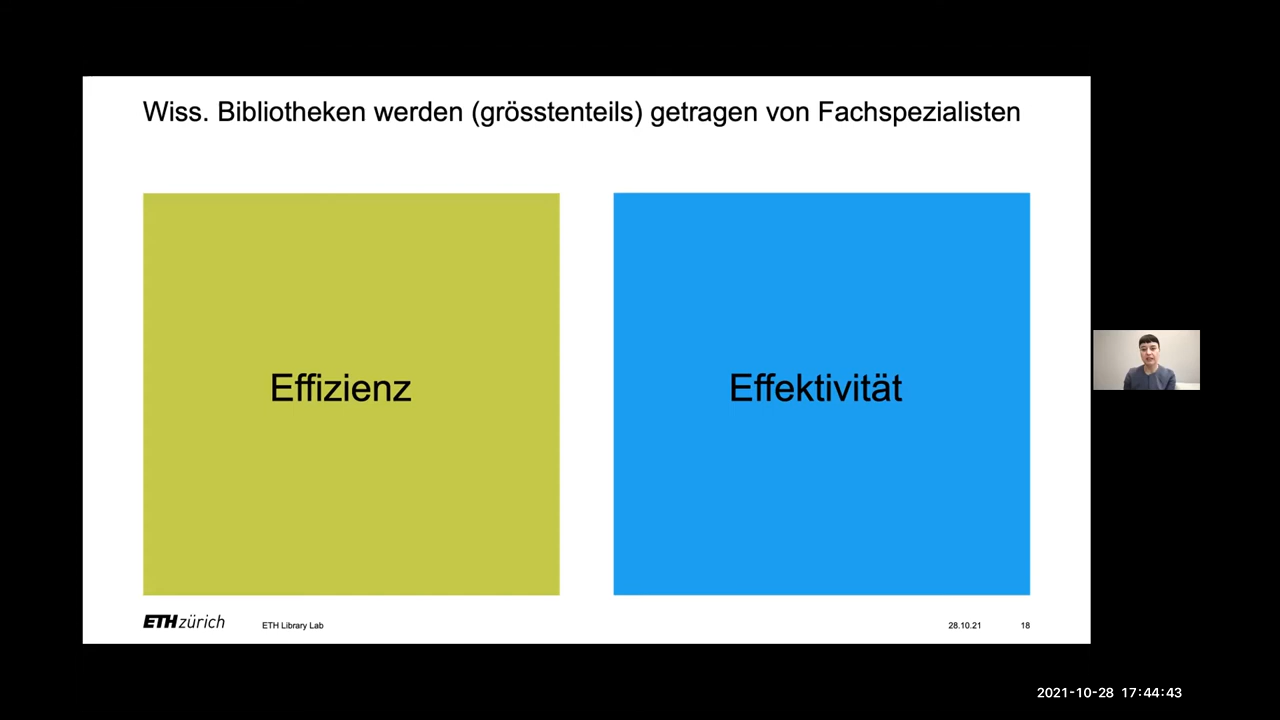 Wiss. Bibliotheken werden (grösstenteils) getragen von Fachspezialisten
Effizienz
Effektivität
ETH zürich
ETH Library Lab
28.10.21
18
2021-10-28 17:44:43